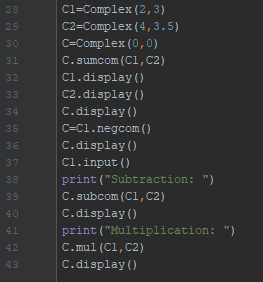 28 C1=Complex(2,3)
29 C2=Complex(4,3.5)
30 C=Complex(0,0)
31 C.sumcom(C1,C2)
32 C1.display()
33 C2.display()
34 C.display()
35 C=C1.negcom()
36 C.display()
37 C1.input()
38 print("Subtraction: ")
39 C.subcom(C1,C2)
40 C.display()
41 print("Multiplication: ")
42 C.mul(C1,C2)
43 C.display()